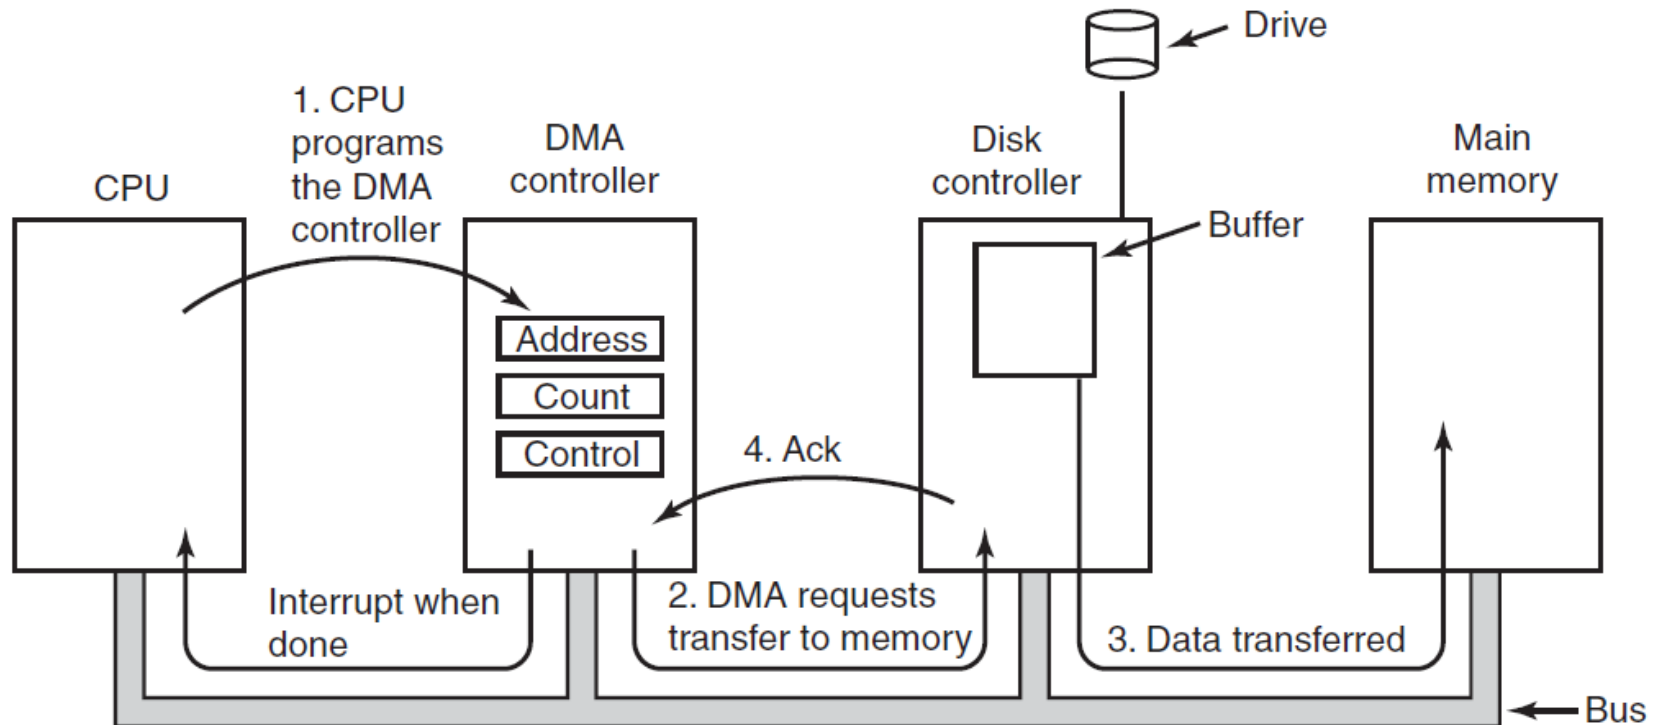 Drive
1. CPU
programs
the DMA
controller
CPU
DMA
controller
Disk
controller
Main
memory
Buffer
Address
Count
Control
4. Ack
Interrupt when
done
2. DMA requests
transfer to memory
3. Data transferred
Bus